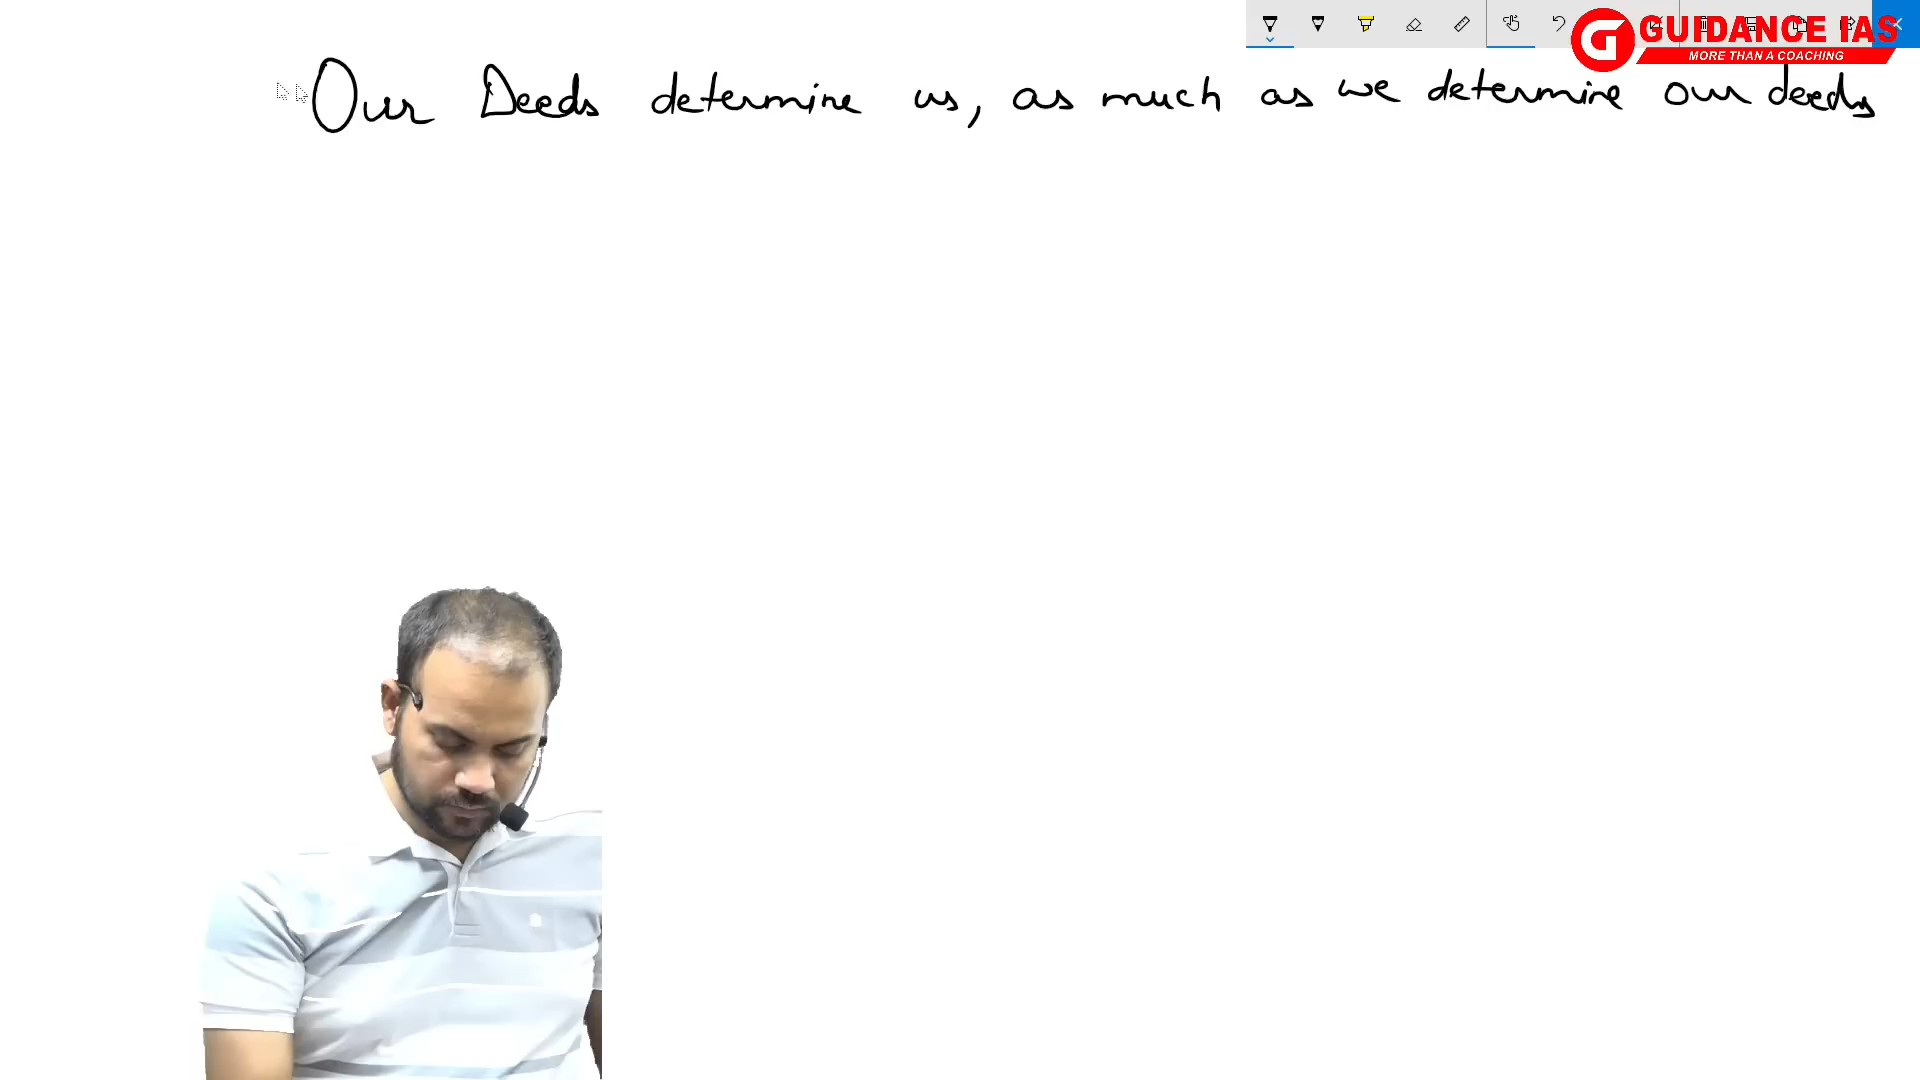 GUIDANCE IAS
MORE THAN A COACHING
Our Deeds determine us, as much as we determine our deeds